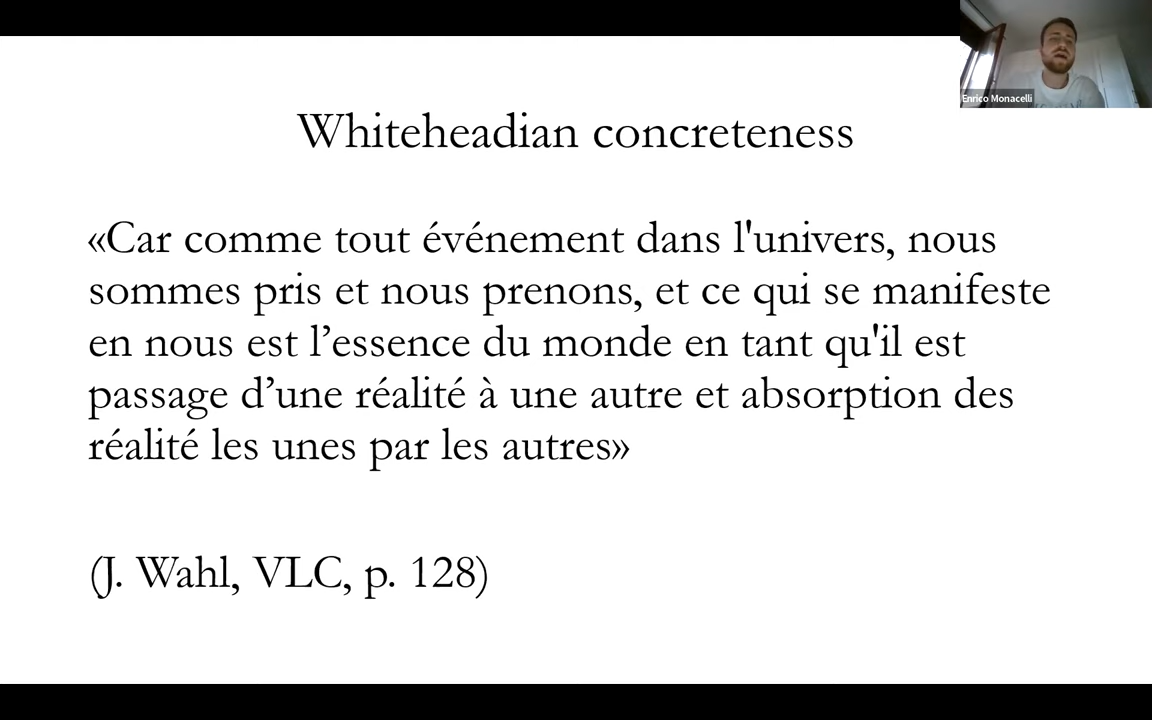 Enrico Monacelli
Whiteheadian concreteness
«Car comme tout événement dans l'univers, nous
sommes pris et nous prenons, et ce qui se manifeste
en nous est l’essence du monde en tant qu'il est
passage d’une réalité à une autre et absorption des
réalité les unes par les autres»
(J. Wahl, VLC, p. 128)